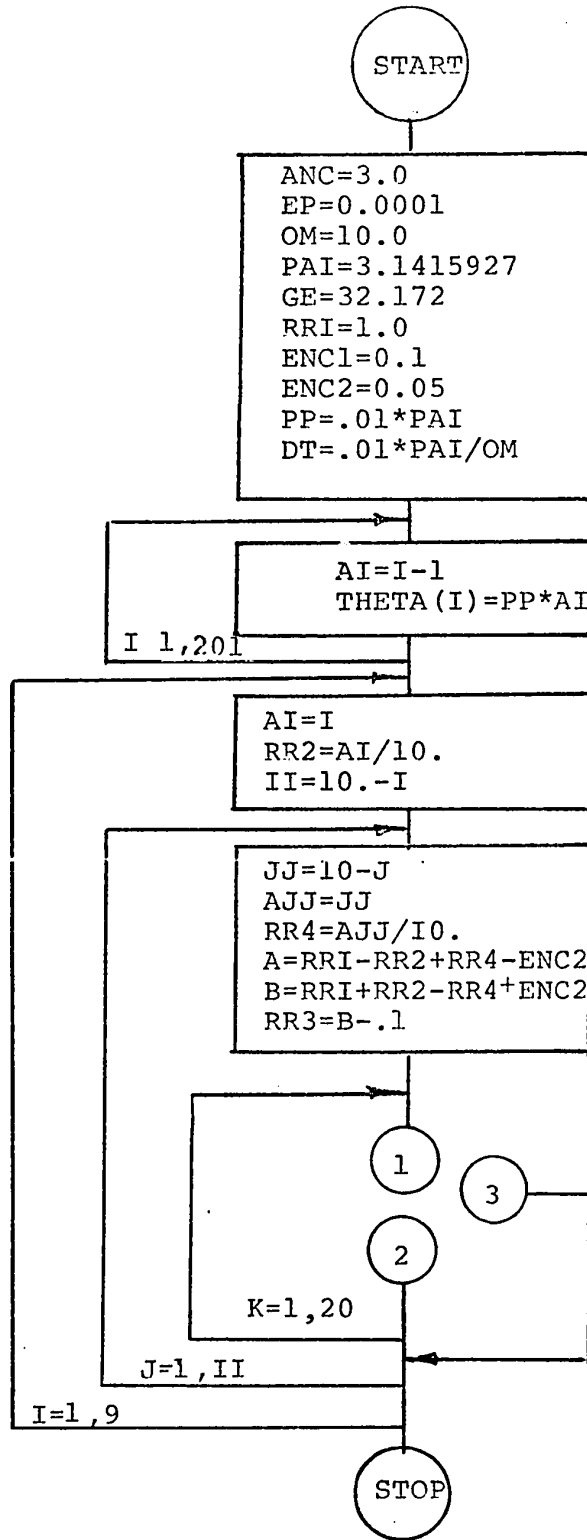 START
ANC=3.0
EP=0.0001
OM=10.0
PAI=3.1415927
GE=32.172
RRI=1.0
ENC1=0.1
ENC2=0.05
PP=.01*PAI
DT=.01*PAI/OM
AI=I-1
THETA(I)=PP*AI
I 1,201
AI=I
RR2=AI/10.
II=10.-I
JJ=10-J
AJJ=JJ
RR4=AJJ/I0.
A=RRI-RR2+RR4-ENC2
B=RRI+RR2-RR4+ENC2
RR3=B-.1
1
3
2
K=1,20
J=1,II
I=1,9
STOP